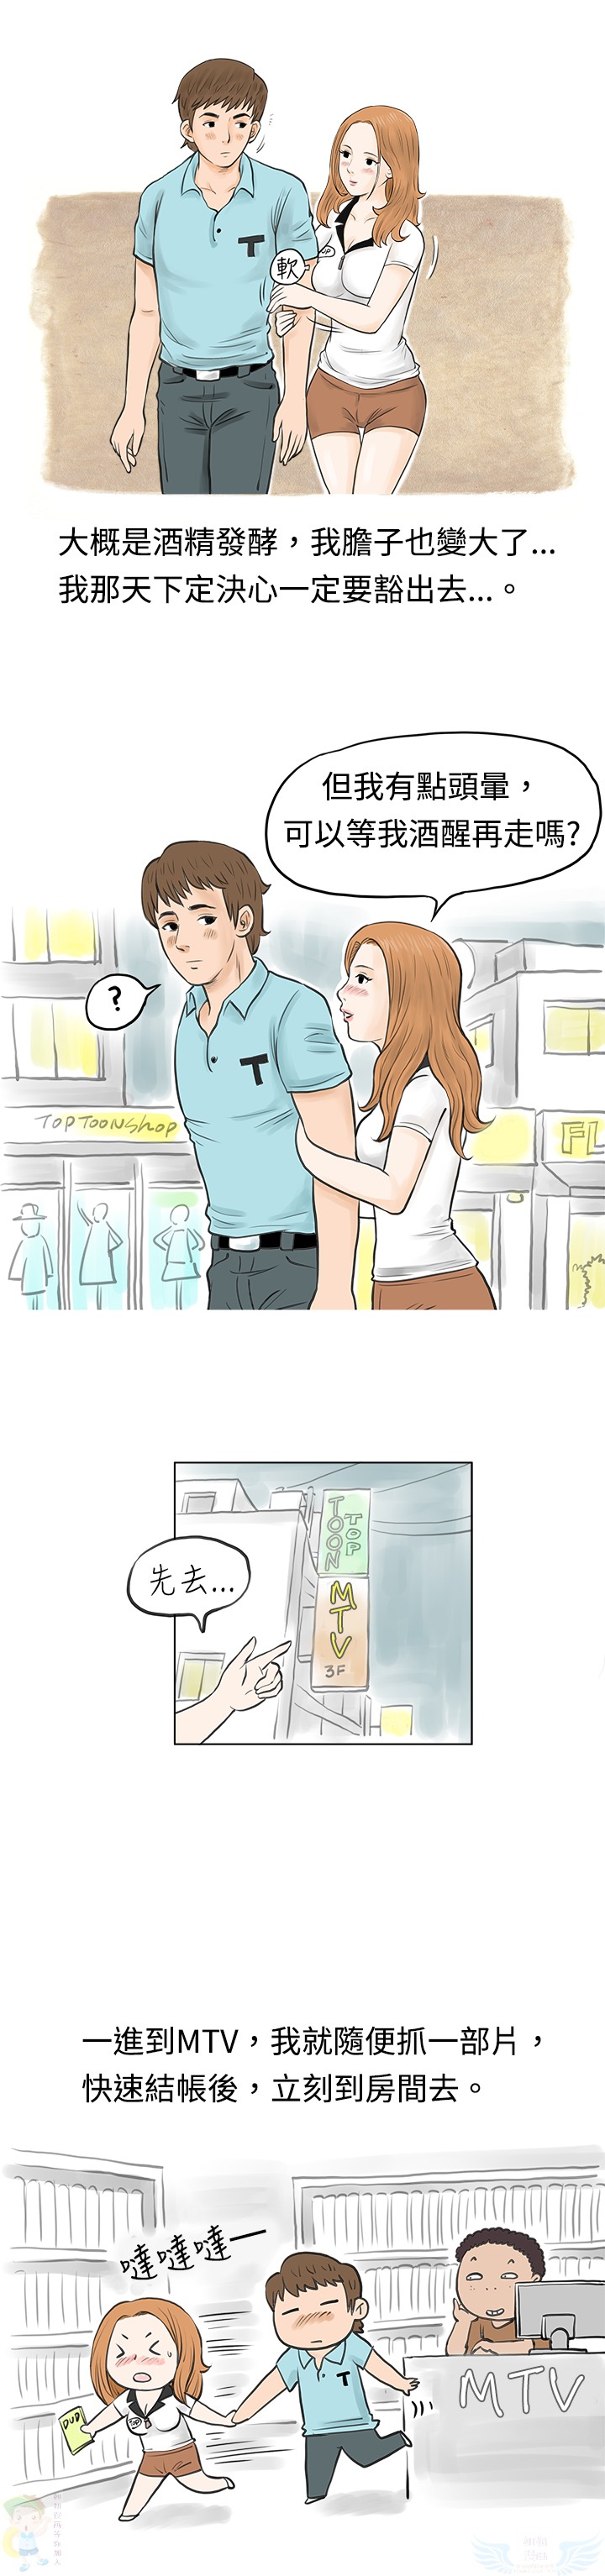 T
軟
UP
大概是酒精發酵，我膽子也變大了...
我那天下定決心一定要豁出去...。
但我有點頭暈，
可以等我酒醒再走嗎?
?
T
TOPTOONSHOP
FL
TOON
TOP
MTV
3F
先去...
一進到MTV，我就隨便抓一部片，
快速結帳後，立刻到房間去。
噠噠噠一
T
DVD
MTV